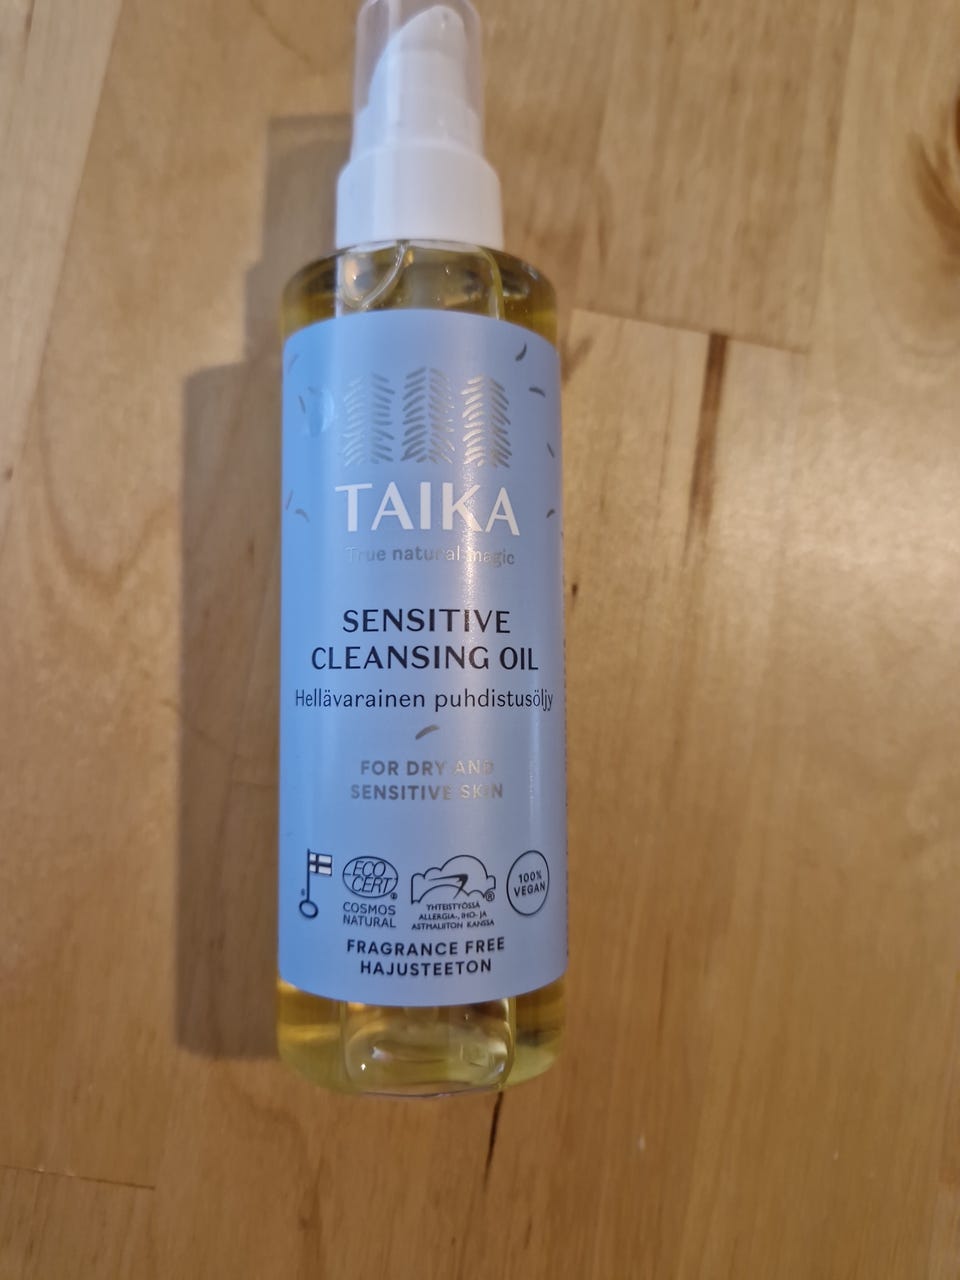 TAIKA
True natural magic
SENSITIVE
CLEANSING OIL
Hellävarainen puhdistusöljy
FOR DRY AND
SENSITIVE SKIN
ECO
CERT
COSMOS
NATURAL
YHTEISTYÖSSÄ
ALLERGIA-, IHO- JA
ASTMALIITON KANSSA
®
100%
VEGAN
FRAGRANCE FREE
HAJUSTEETON